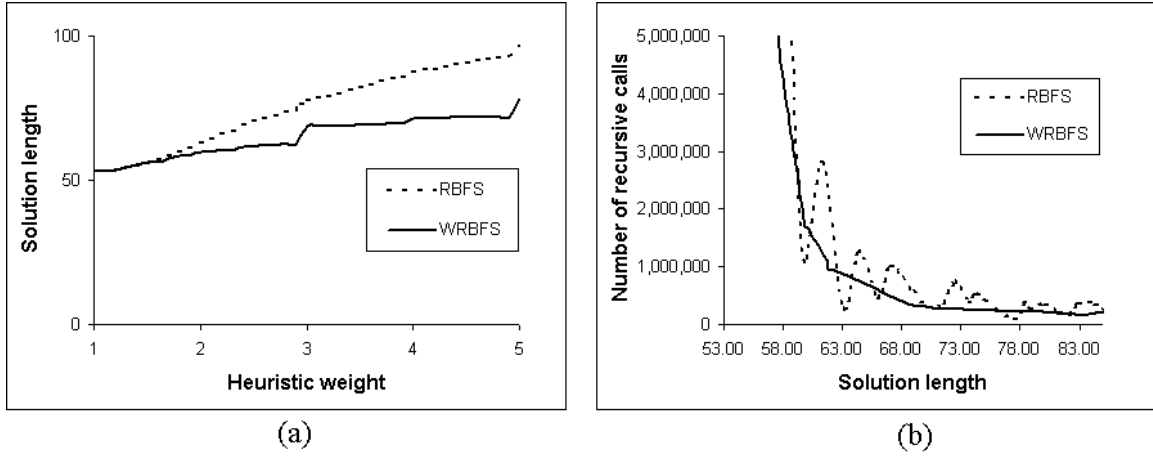 100
50
0
1
2
3
4
5
Solution length
Heuristic weight
RBFS
WRBFS
(a)
5,000,000
4,000,000
3,000,000
2,000,000
1,000,000
0
53.00
58.00
63.00
68.00
73.00
78.00
83.00
Number of recursive calls
Solution length
RBFS
WRBFS
(b)